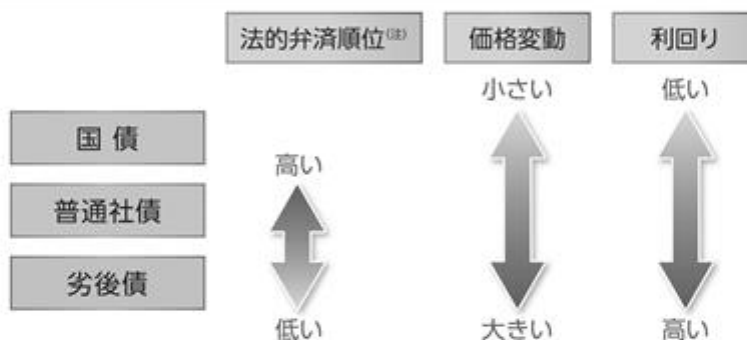 法的弁済順位(注) 価格変動 利回り
小さい 低い
国債
高い
普通社債
劣後債
低い 大きい 高い